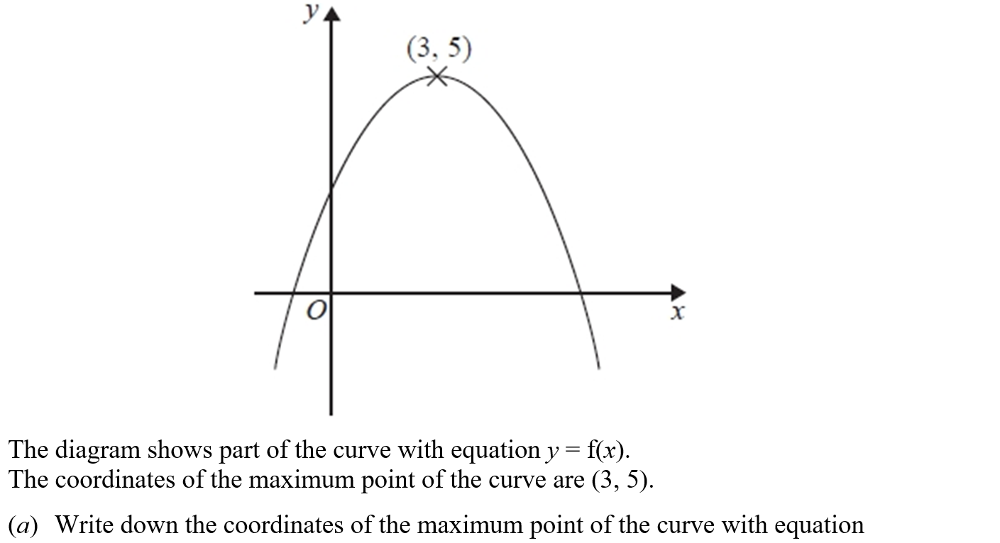 y
(3, 5)
O
x
The diagram shows part of the curve with equation y = f(x).
The coordinates of the maximum point of the curve are (3, 5).
(a) Write down the coordinates of the maximum point of the curve with equation